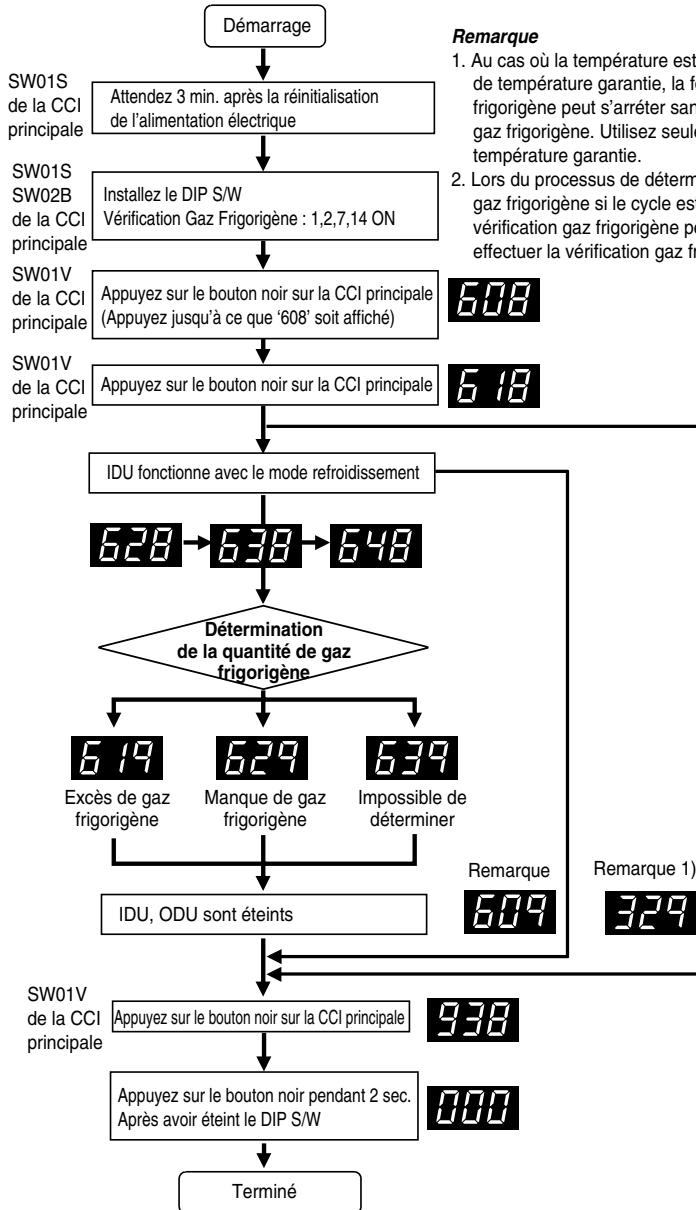 Démarrage
Remarque
1. Au cas où la température est
de température garantie, la
frigorigène peut s'arréter
gaz frigorigène. Utilisez
température garantie.
2. Lors du processus de
gaz frigorigène si le cycle
vérification gaz frigorigène
effectuer la vérification gaz
SW01S
de la CCI
principale
Attendez 3 min. après la réinitialisation
de l'alimentation électrique
SW01S
SW02B
de la CCI
principale
Installez le DIP S/W
Vérification Gaz Frigorigène : 1,2,7,14 ON
SW01V
de la CCI
principale
Appuyez sur le bouton noir sur la CCI principale
(Appuyez jusqu'à ce que '608' soit affiché)
608
SW01V
de la CCI
principale
Appuyez sur le bouton noir sur la CCI principale
618
IDU fonctionne avec le mode refroidissement
628 638 648
Détermination
de la quantité de gaz
frigorigène
619 629 639
Excès de gaz
frigorigène
Manque de gaz
frigorigène
Impossible de
déterminer
Remarque
Remarque 1)
609
329
IDU, ODU sont éteints
SW01V
de la CCI
principale
Appuyez sur le bouton noir sur la CCI principale
938
Appuyez sur le bouton noir pendant 2 sec.
Après avoir éteint le DIP S/W
000
Terminé